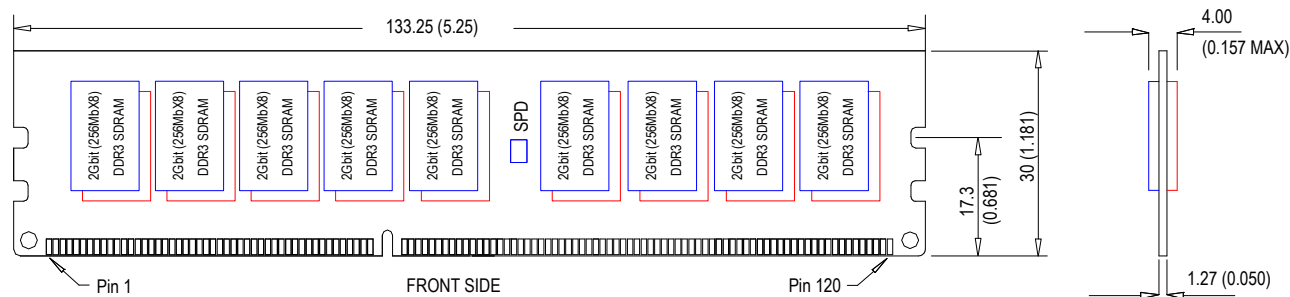 133.25 (5.25)
4.00
(0.157 MAX)
2Gbit (256MbX8)
DDR3 SDRAM
2Gbit (256MbX8)
DDR3 SDRAM
2Gbit (256MbX8)
DDR3 SDRAM
2Gbit (256MbX8)
DDR3 SDRAM
2Gbit (256MbX8)
DDR3 SDRAM
SPD
2Gbit (256MbX8)
DDR3 SDRAM
2Gbit (256MbX8)
DDR3 SDRAM
2Gbit (256MbX8)
DDR3 SDRAM
2Gbit (256MbX8)
DDR3 SDRAM
17.3
(0.681)
30 (1.181)
Pin 1
FRONT SIDE
Pin 120
1.27 (0.050)